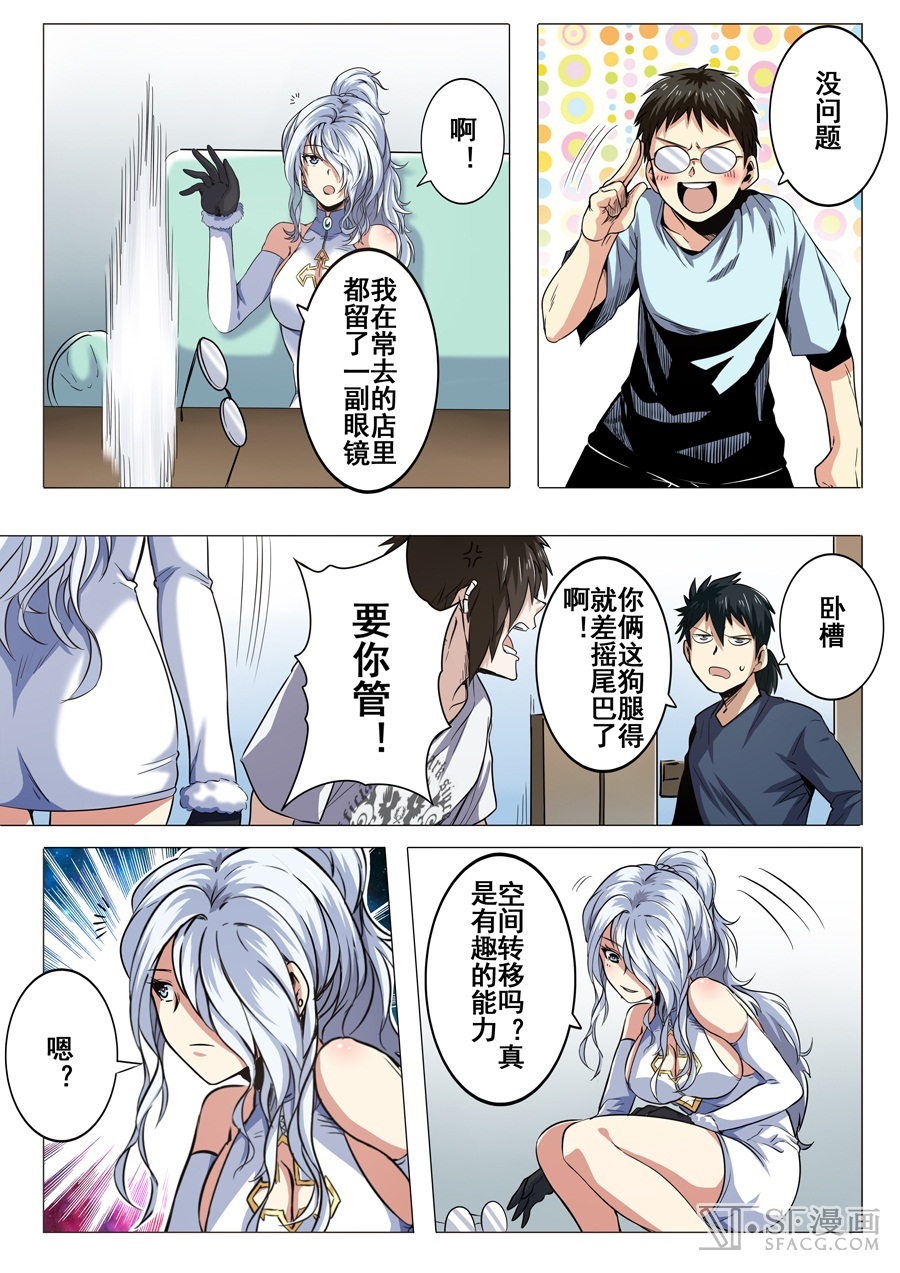 没问题
啊！
我在常去的店里
都留了一副眼镜
卧槽
你俩这狗腿得
就差摇尾巴了
啊！
要你管！
空间转移吗？真
是有趣的能力
嗯？
SF漫画
SFACG.COM